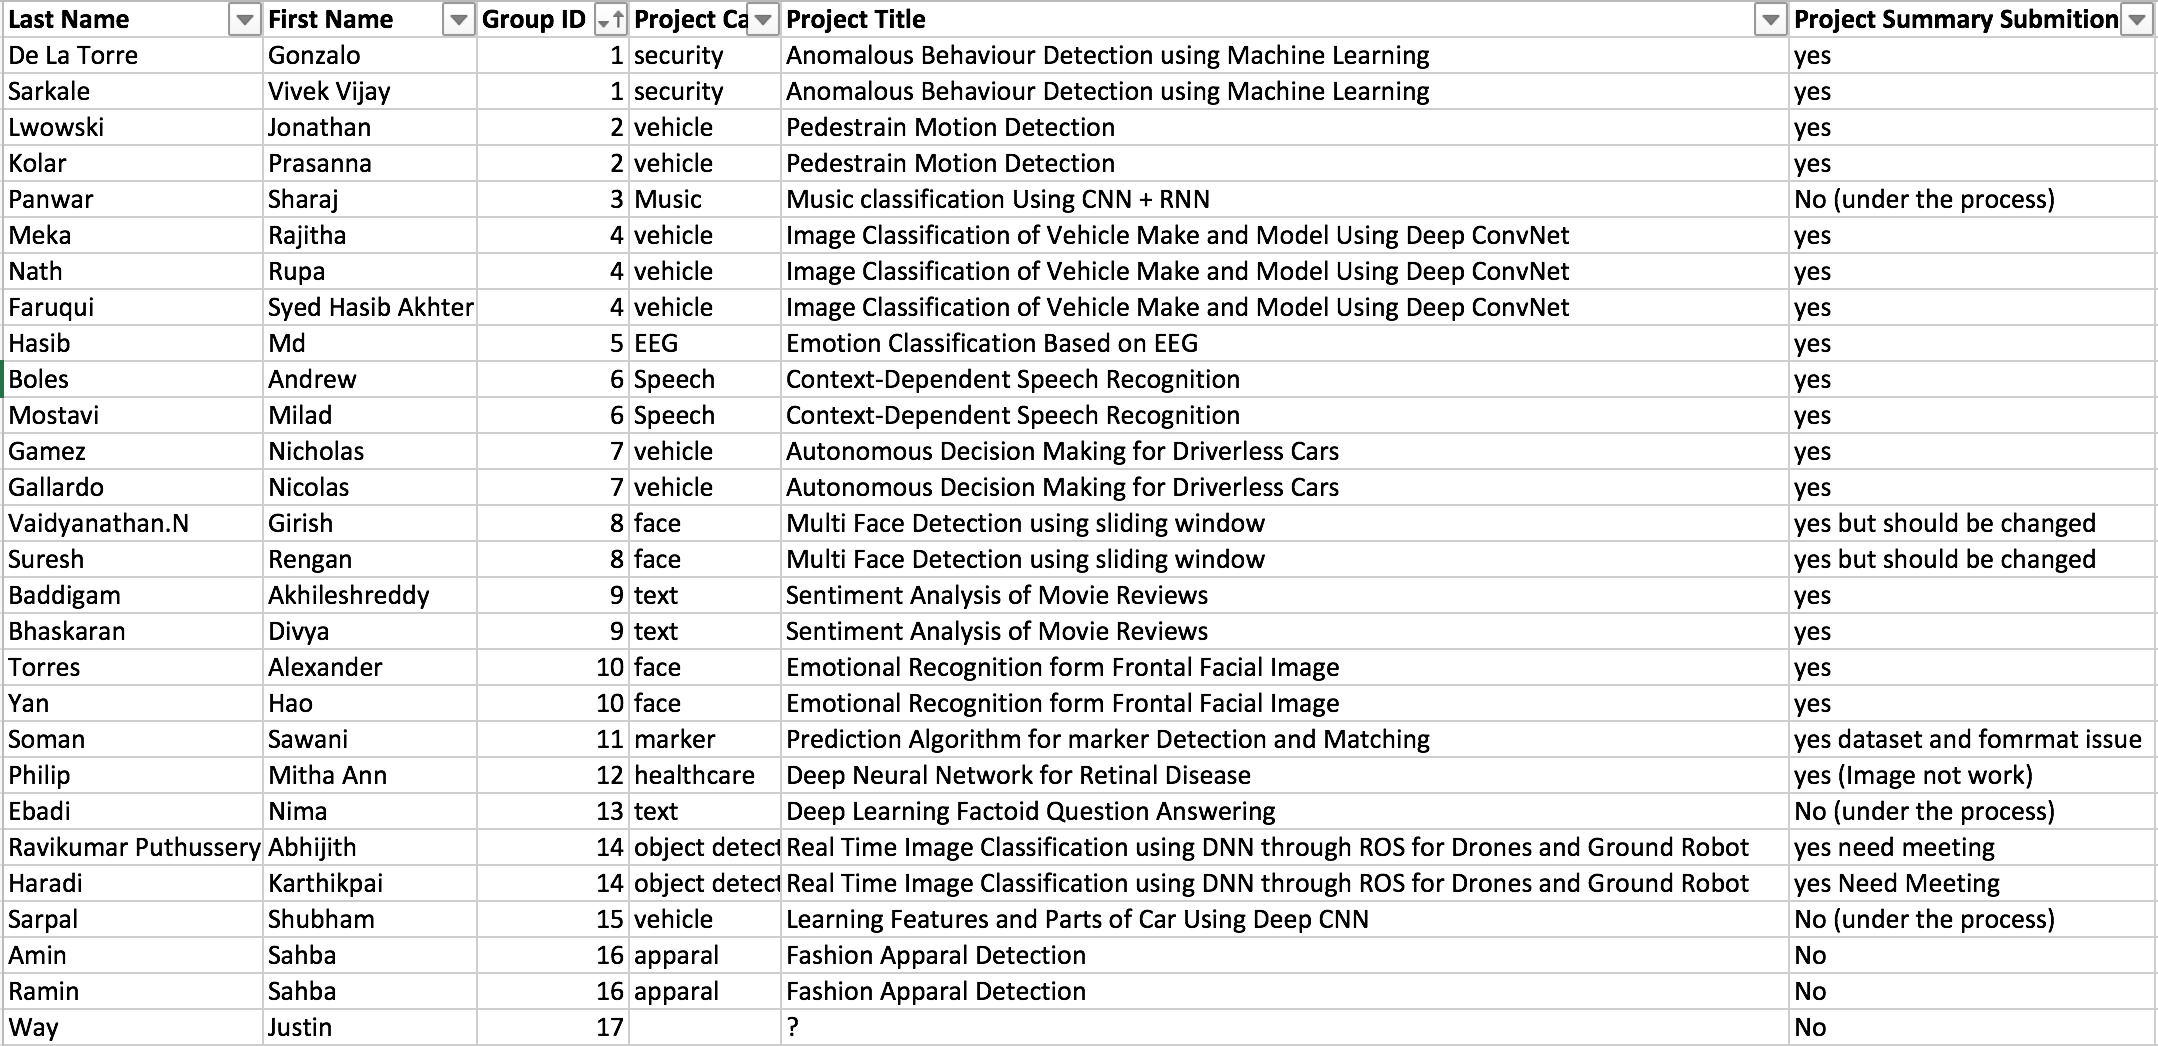 Last Name First Name Group ID Project Ca Project Title Project Summary Submition
De La Torre Gonzalo 1 security Anomalous Behaviour Detection using Machine Learning yes
Sarkale Vivek Vijay 1 security Anomalous Behaviour Detection using Machine Learning yes
Lwowski Jonathan 2 vehicle Pedestrain Motion Detection yes
Kolar Prasanna 2 vehicle Pedestrain Motion Detection yes
Panwar Sharaj 3 Music Music classification Using CNN + RNN No (under the process)
Meka Rajitha 4 vehicle Image Classification of Vehicle Make and Model Using Deep ConvNet yes
Nath Rupa 4 vehicle Image Classification of Vehicle Make and Model Using Deep ConvNet yes
Faruqui Syed Hasib Akhter 4 vehicle Image Classification of Vehicle Make and Model Using Deep ConvNet yes
Hasib Md 5 EEG Emotion Classification Based on EEG yes
Boles Andrew 6 Speech Context-Dependent Speech Recognition yes
Mostavi Milad 6 Speech Context-Dependent Speech Recognition yes
Gamez Nicholas 7 vehicle Autonomous Decision Making for Driverless Cars yes
Gallardo Nicolas 7 vehicle Autonomous Decision Making for Driverless Cars yes
Vaidyanathan.N Girish 8 face Multi Face Detection using sliding window yes but should be changed
Suresh Rengan 8 face Multi Face Detection using sliding window yes but should be changed
Baddigam Akhileshreddy 9 text Sentiment Analysis of Movie Reviews yes
Bhaskaran Divya 9 text Sentiment Analysis of Movie Reviews yes
Torres Alexander 10 face Emotional Recognition form Frontal Facial Image yes
Yan Hao 10 face Emotional Recognition form Frontal Facial Image yes
Soman Sawani 11 marker Prediction Algorithm for marker Detection and Matching yes dataset and fomrmat issue
Philip Mitha Ann 12 healthcare Deep Neural Network for Retinal Disease yes (Image not work)
Ebadi Nima 13 text Deep Learning Factoid Question Answering No (under the process)
Ravikumar Puthussery Abhijith 14 object detect Real Time Image Classification using DNN through ROS for Drones and Ground Robot yes need meeting
Haradi Karthikpai 14 object detect Real Time Image Classification using DNN through ROS for Drones and Ground Robot yes Need Meeting
Sarpal Shubham 15 vehicle Learning Features and Parts of Car Using Deep CNN No (under the process)
Amin Sahba 16 apparal Fashion Apparal Detection No
Ramin Sahba 16 apparal Fashion Apparal Detection No
Way Justin 17 ? No